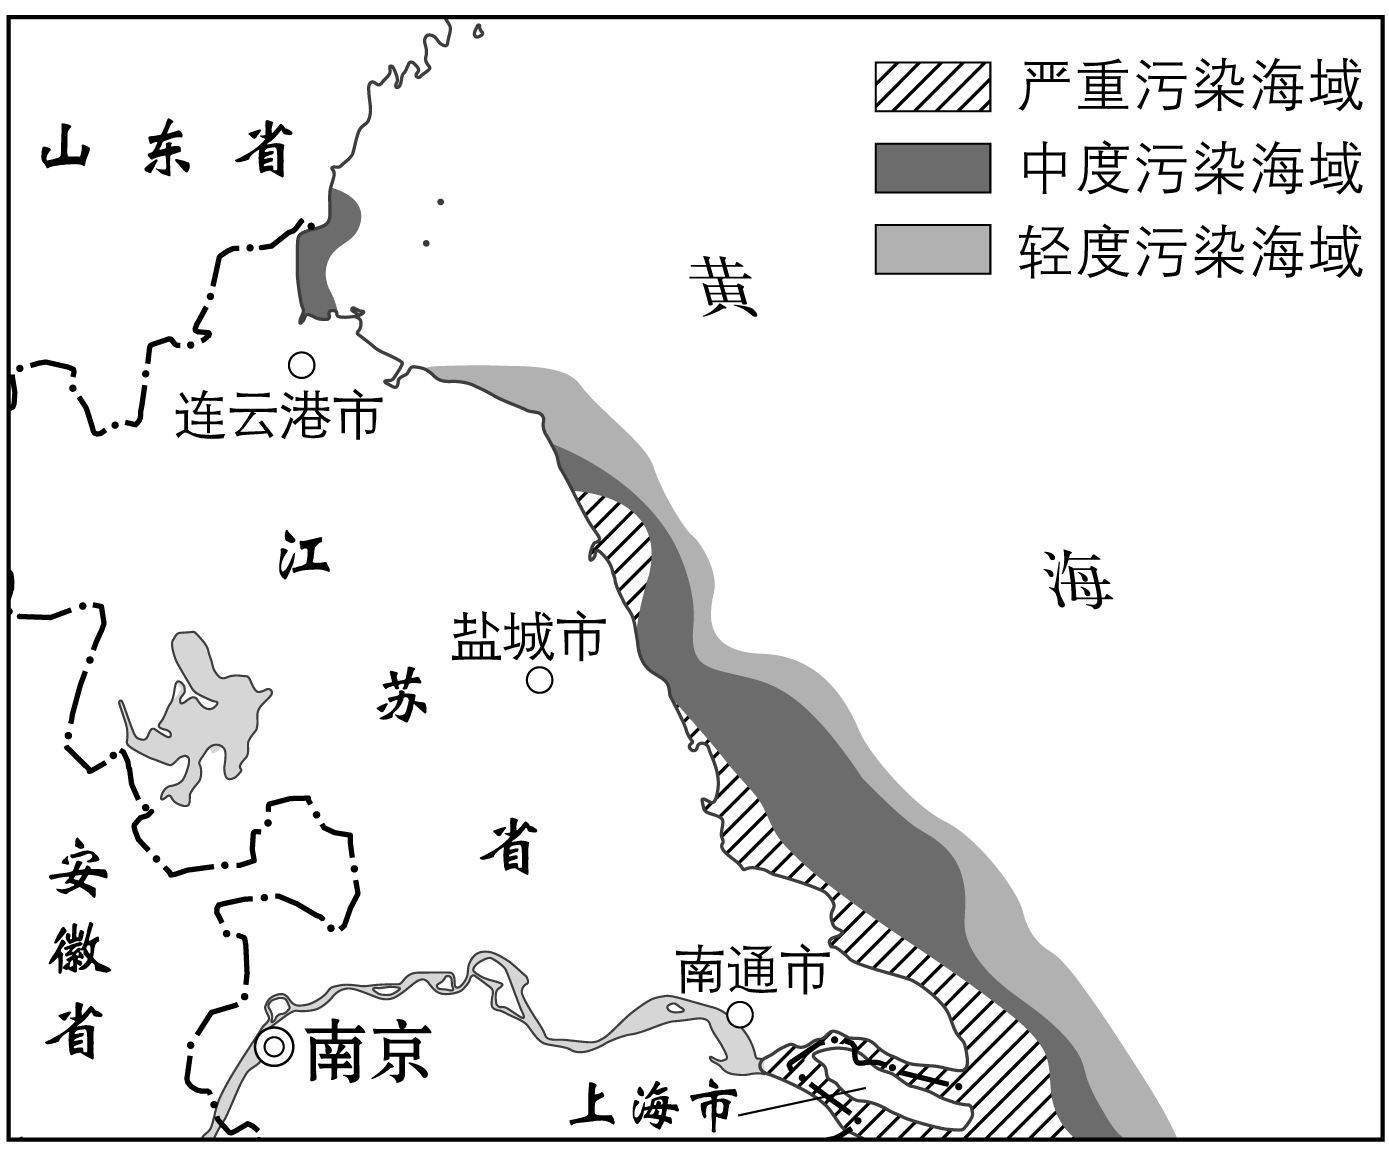 严重污染海域
中度污染海域
轻度污染海域
山东省
黄
海
连云港市
江
苏
省
盐城市
安
徽
省
南通市
南京
上海市